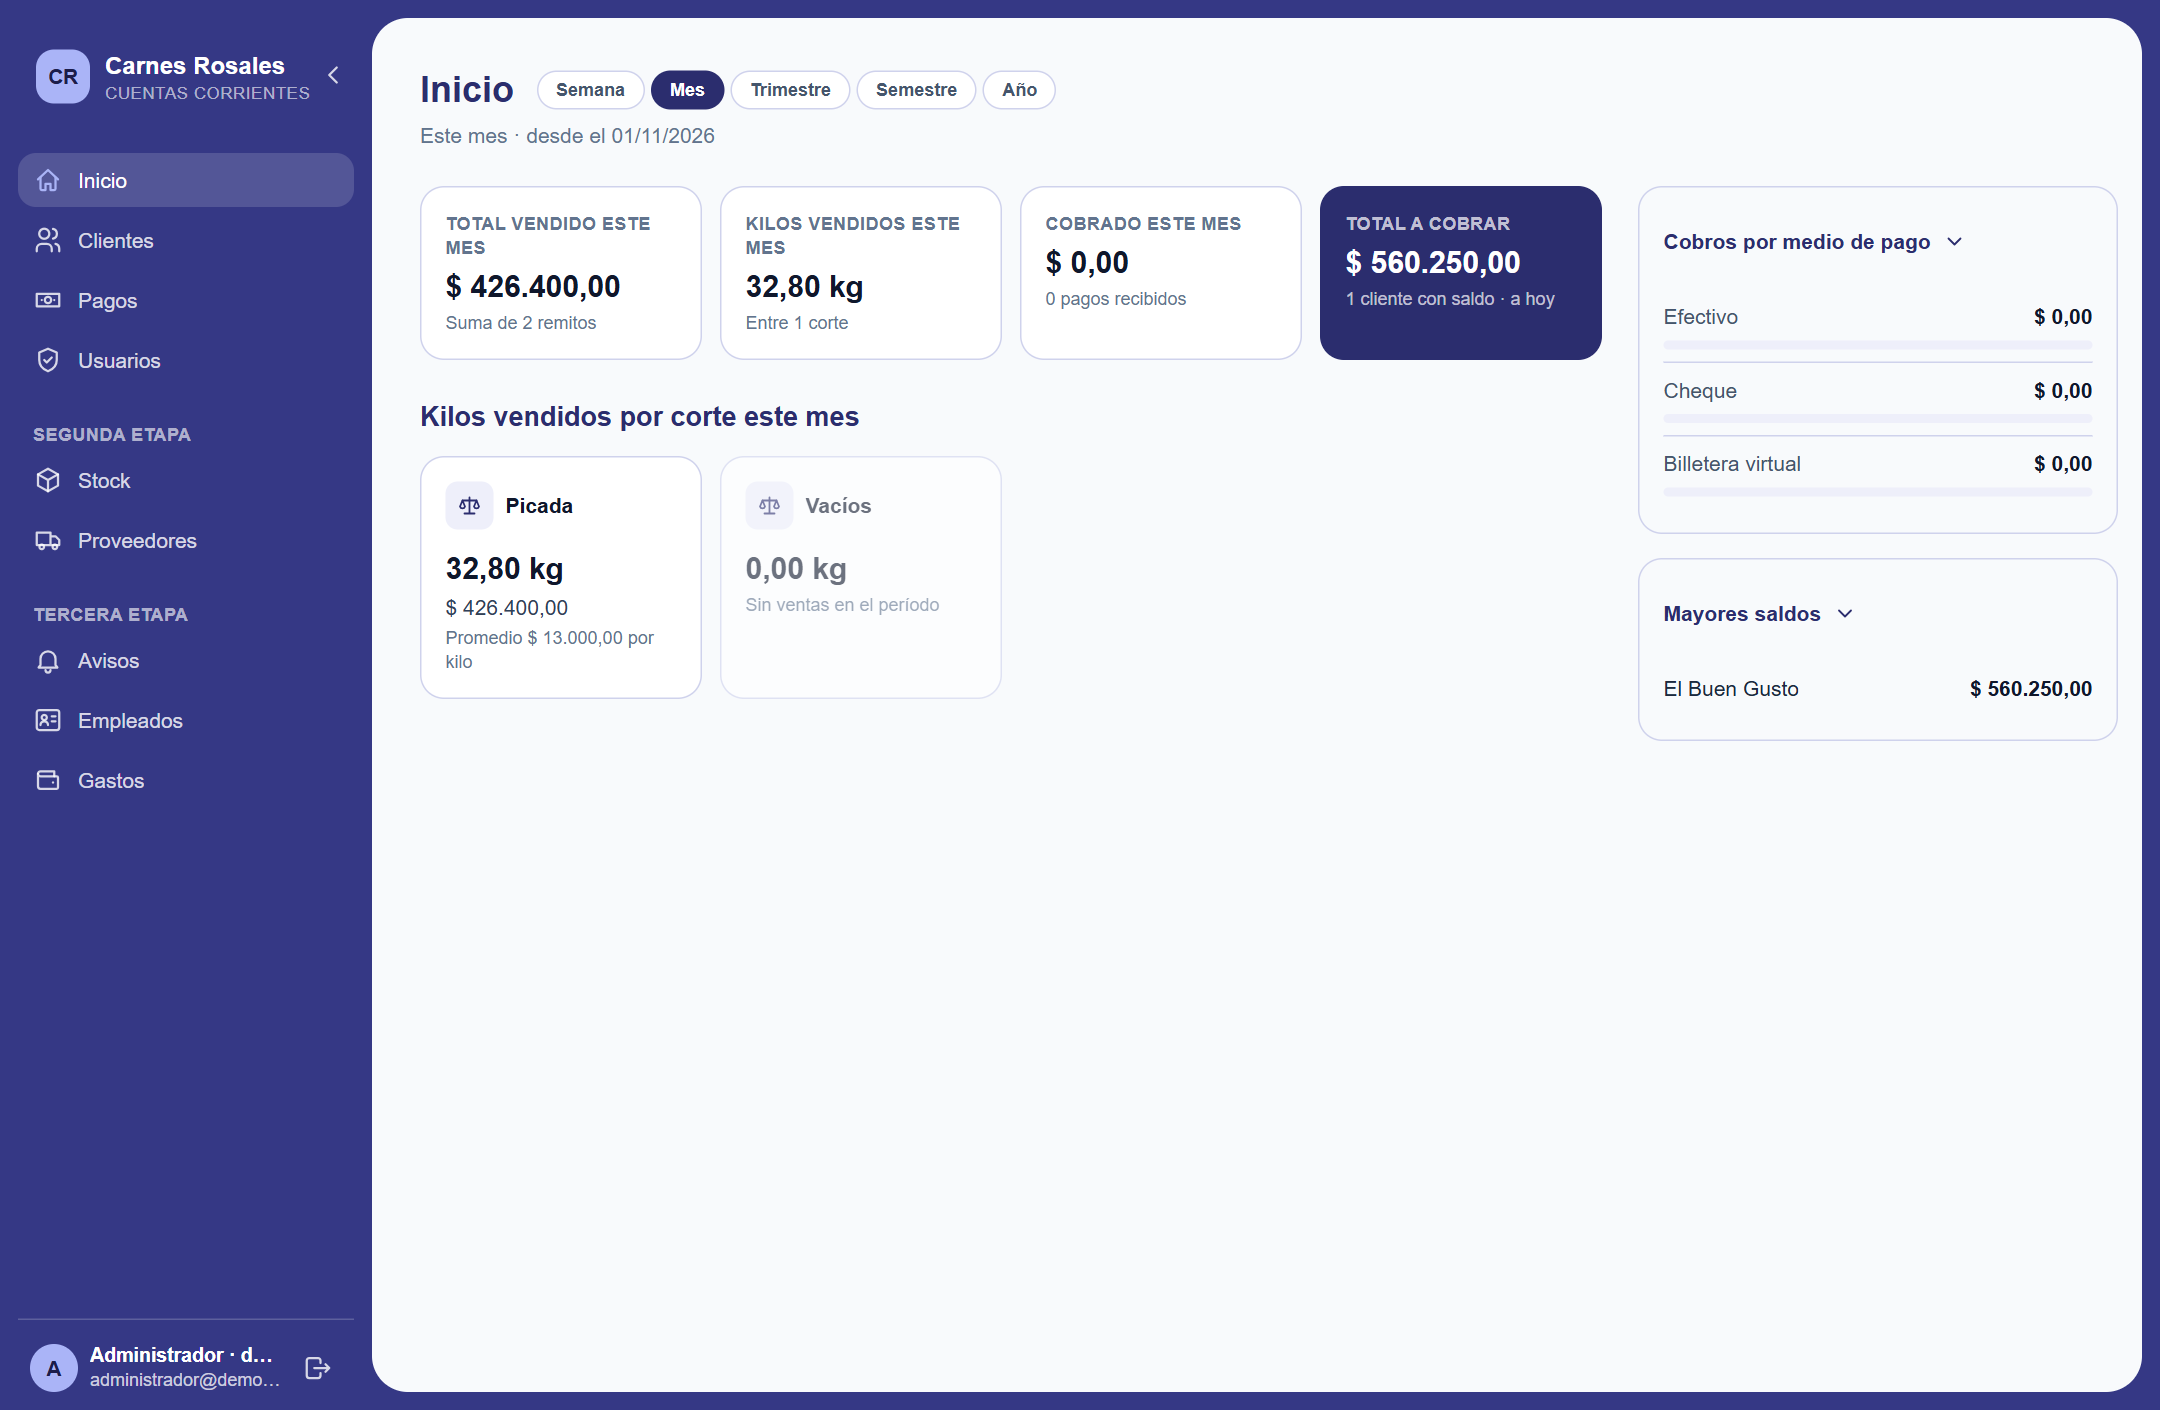 CR
Carnes Rosales
CUENTAS CORRIENTES
Inicio
Clientes
Pagos
Usuarios
SEGUNDA ETAPA
Stock
Proveedores
TERCERA ETAPA
Avisos
Empleados
Gastos
A
Administrador · d...
administrador@demo...
Inicio
Semana
Mes
Trimestre
Semestre
Año
Este mes · desde el 01/11/2026
TOTAL VENDIDO ESTE
MES
$ 426.400,00
Suma de 2 remitos
KILOS VENDIDOS ESTE
MES
32,80 kg
Entre 1 corte
COBRADO ESTE MES
$ 0,00
0 pagos recibidos
TOTAL A COBRAR
$ 560.250,00
1 cliente con saldo · a hoy
Kilos vendidos por corte este mes
Picada
32,80 kg
$ 426.400,00
Promedio $ 13.000,00 por
kilo
Vacíos
0,00 kg
Sin ventas en el período
Cobros por medio de pago
Efectivo $ 0,00
Cheque $ 0,00
Billetera virtual $ 0,00
Mayores saldos
El Buen Gusto $ 560.250,00